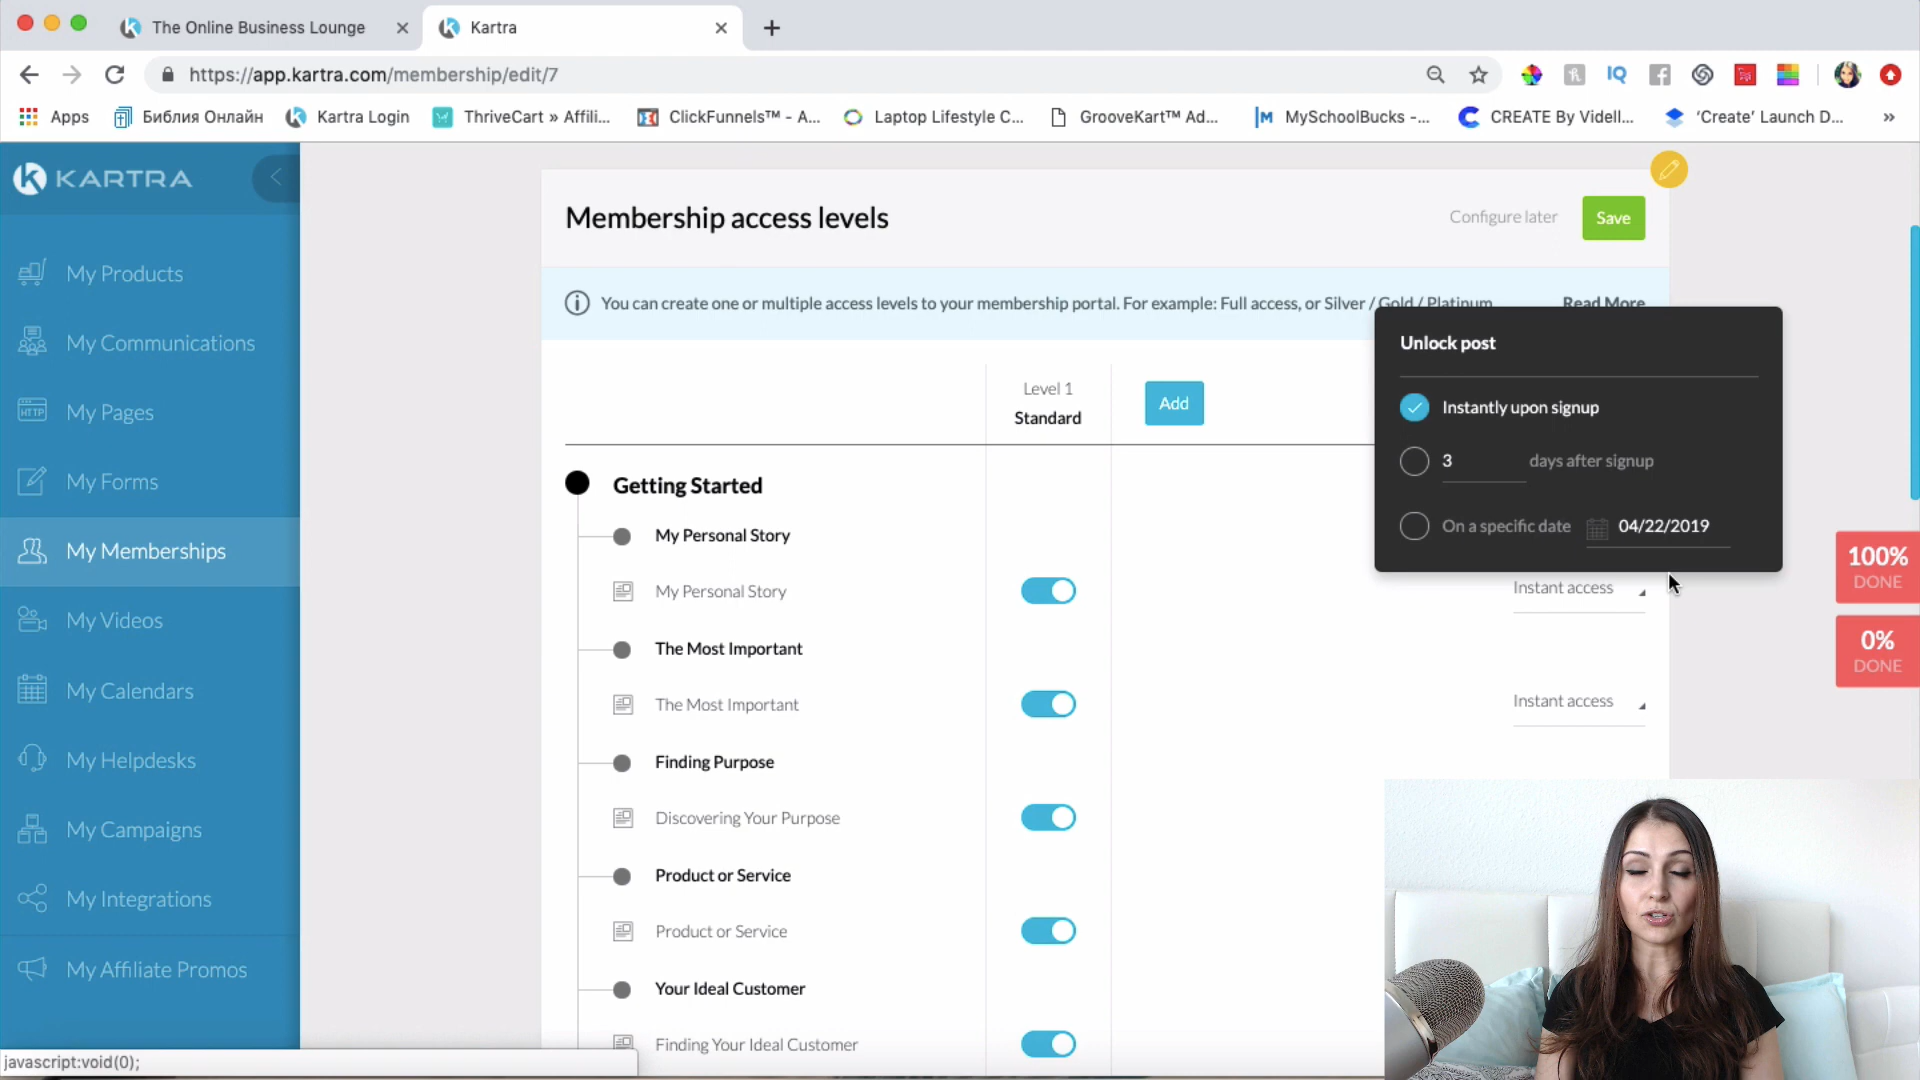 The Online Business Lounge
Kartra
https://app.kartra.com/membership/edit/7
IQ
Apps
Библия Онлайн
Kartra Login
ThriveCart » Affili...
ClickFunnels™ - A...
Laptop Lifestyle C...
GrooveKart™ Ad...
MySchoolBucks -...
CREATE By Videll...
'Create' Launch D...
»
KARTRA
My Products
My Communications
HTTP
My Pages
My Forms
My Memberships
My Videos
My Calendars
My Helpdesks
My Campaigns
My Integrations
My Affiliate Promos
Membership access levels
Configure later
Save
You can create one or multiple access levels to your membership portal. For example: Full access, or Silver / Gold / Platinum
Read More
Level 1
Standard
Add
Unlock post
Instantly upon signup
3 days after signup
On a specific date 04/22/2019
Getting Started
My Personal Story
My Personal Story
Instant access
The Most Important
The Most Important
Instant access
Finding Purpose
Discovering Your Purpose
Product or Service
Product or Service
Your Ideal Customer
Finding Your Ideal Customer
100%
DONE
0%
DONE
javascript:void(0);